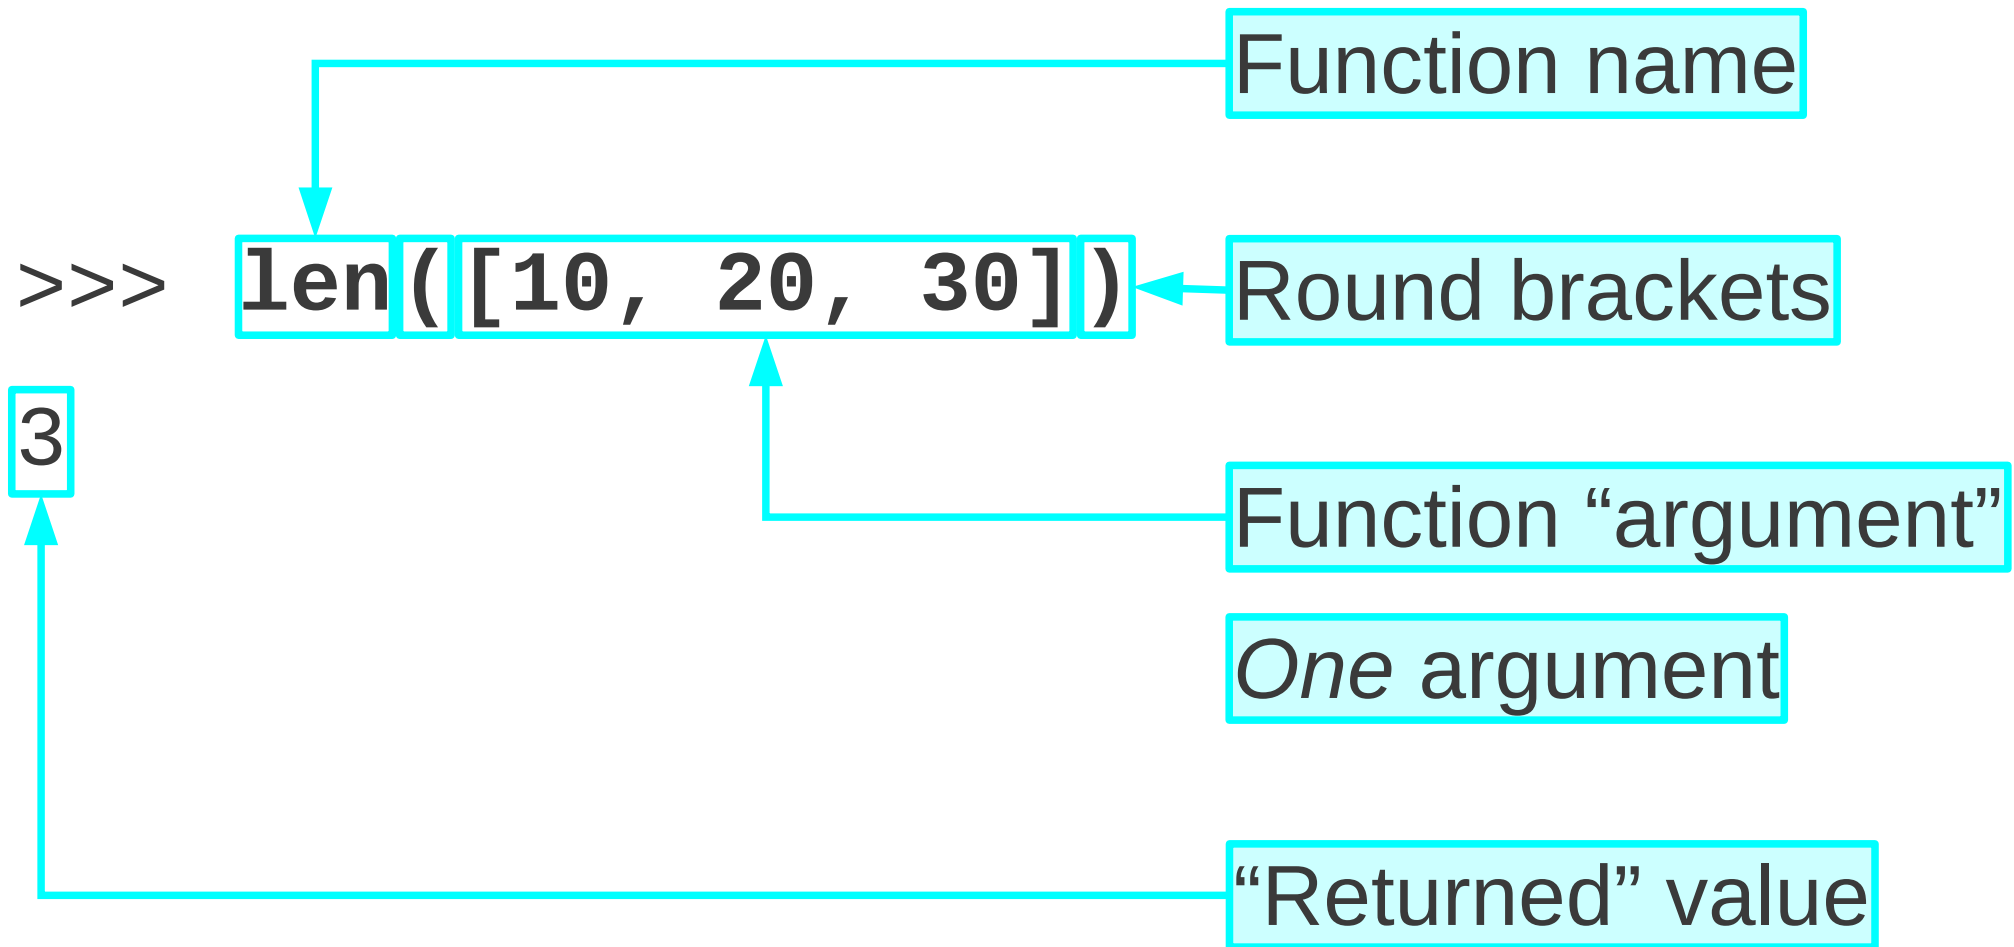 Function name
>>> len([10, 20, 30])
Round brackets
3
Function “argument”
One argument
“Returned” value